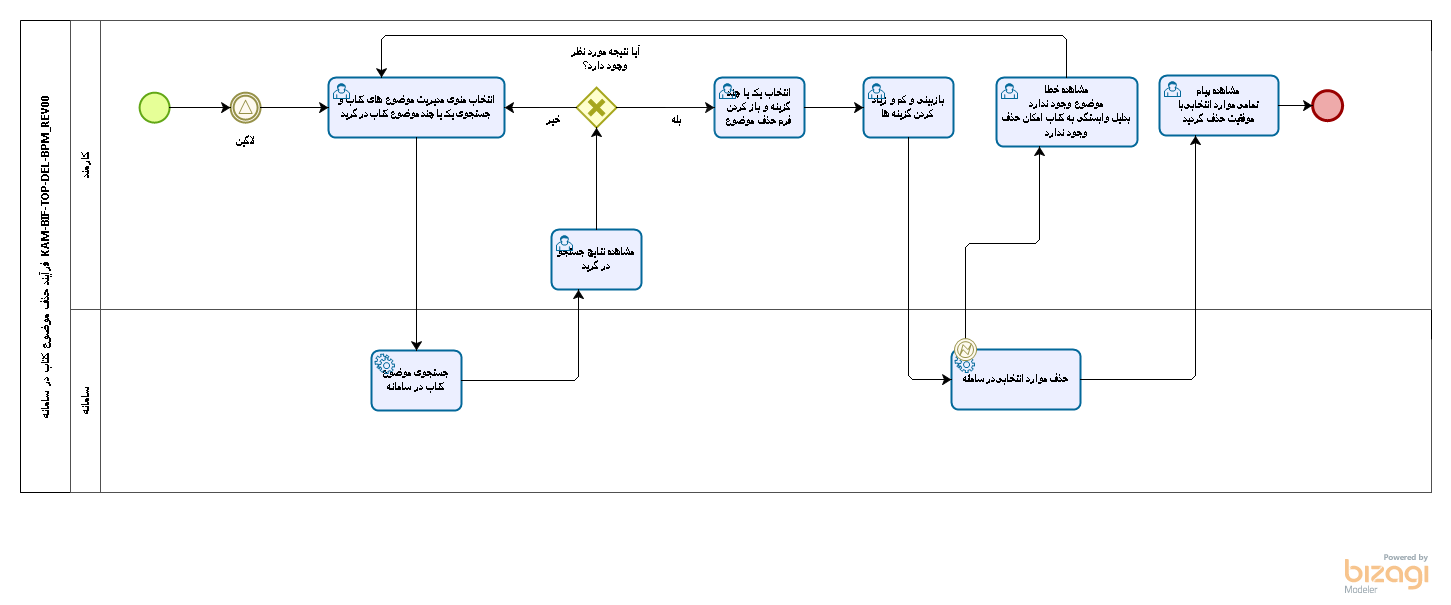 فرآیند حذف موضوع کتاب در سامانه KAM-BIF-TOP-DEL-BPM_REV00
کارمند
سامانه
لاگین
انتخاب منوی مدیریت موضوع های کتاب و
جستجوی یک یا چند موضوع کتاب در گرید
آیا نتیجه مورد نظر
وجود دارد؟
خیر
بله
انتخاب یک یا چند
گزینه و باز کردن
فرم حذف موضوع
بازبینی و کم و زیاد
کردن گزینه ها
مشاهده خطا
موضوع وجود ندارد
بدلیل وابستگی به کتاب امکان حذف
وجود ندارد
مشاهده پیام
تمامی موارد انتخابی با
موفقیت حذف گردید
مشاهده نتایج جستجو
در گرید
جستجوی موضوع
کتاب در سامانه
حذف موارد انتخابی در سامانه
Powered by
bizagi
Modeler